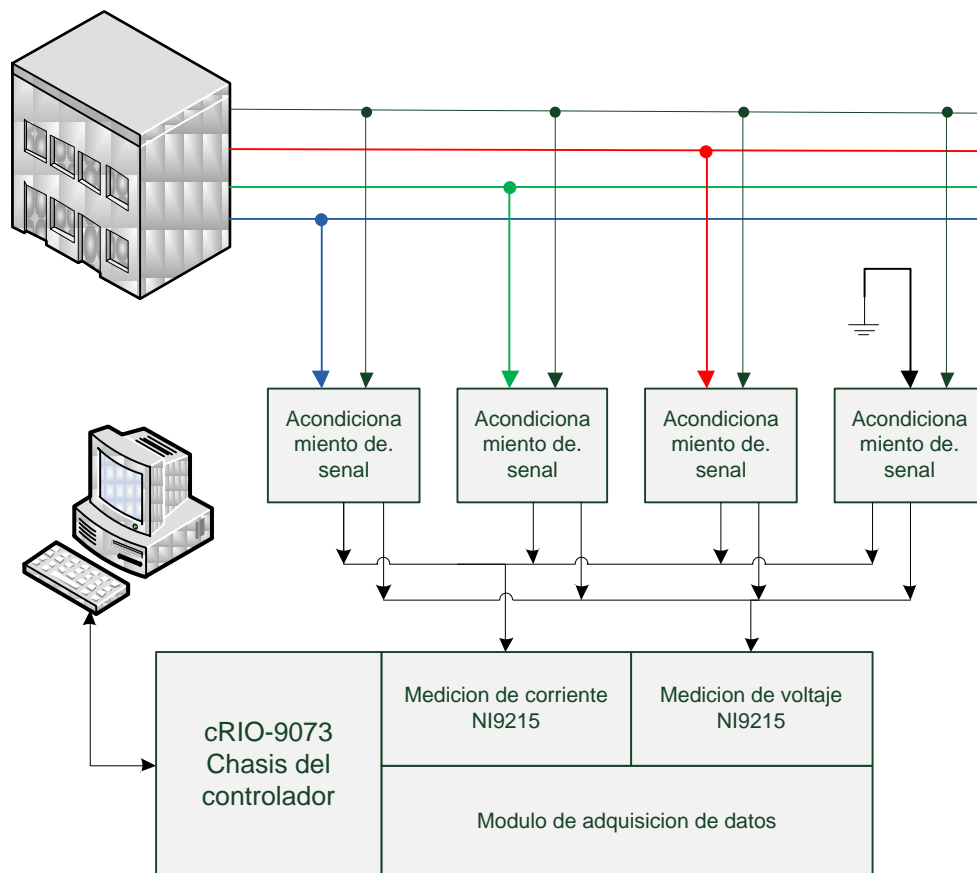 Acondiciona
miento de.
senal
Acondiciona
miento de.
senal
Acondiciona
miento de.
senal
Acondiciona
miento de.
senal
cRIO-9073
Chasis del
controlador
Medicion de corriente
NI9215
Medicion de voltaje
NI9215
Modulo de adquisicion de datos